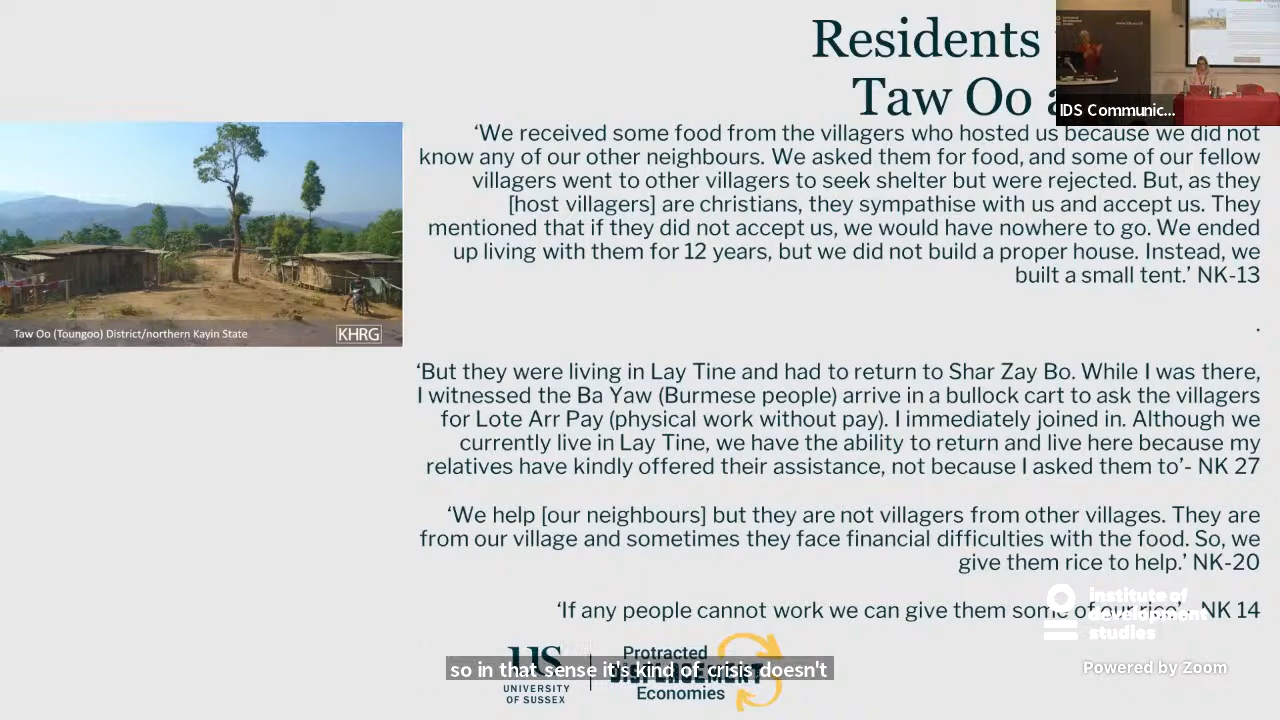 Residents
Taw Oo
IDS Communic...
‘We received some food from the villagers who hosted us because we did not
know any of our other neighbours. We asked them for food, and some of our fellow
villagers went to other villagers to seek shelter but were rejected. But, as they
[host villagers] are christians, they sympathise with us and accept us. They
mentioned that if they did not accept us, we would have nowhere to go. We ended
up living with them for 12 years, but we did not build a proper house. Instead, we
built a small tent.’ NK-13
.
Taw Oo (Toungoo) District/northern Kayin State
KHRG
‘But they were living in Lay Tine and had to return to Shar Zay Bo. While I was there,
I witnessed the Ba Yaw (Burmese people) arrive in a bullock cart to ask the villagers
for Lote Arr Pay (physical work without pay). I immediately joined in. Although we
currently live in Lay Tine, we have the ability to return and live here because my
relatives have kindly offered their assistance, not because I asked them to’- NK 27
‘We help [our neighbours] but they are not villagers from other villages. They are
from our village and sometimes they face financial difficulties with the food. So, we
give them rice to help.’ NK-20
‘If any people cannot work we can give them some of our rice’ - NK 14
institute of
development
studies
Powered by Zoom
US
UNIVERSITY
OF SUSSEX
Protracted
DISPLACEMENT
Economies
so in that sense it's kind of crisis doesn't